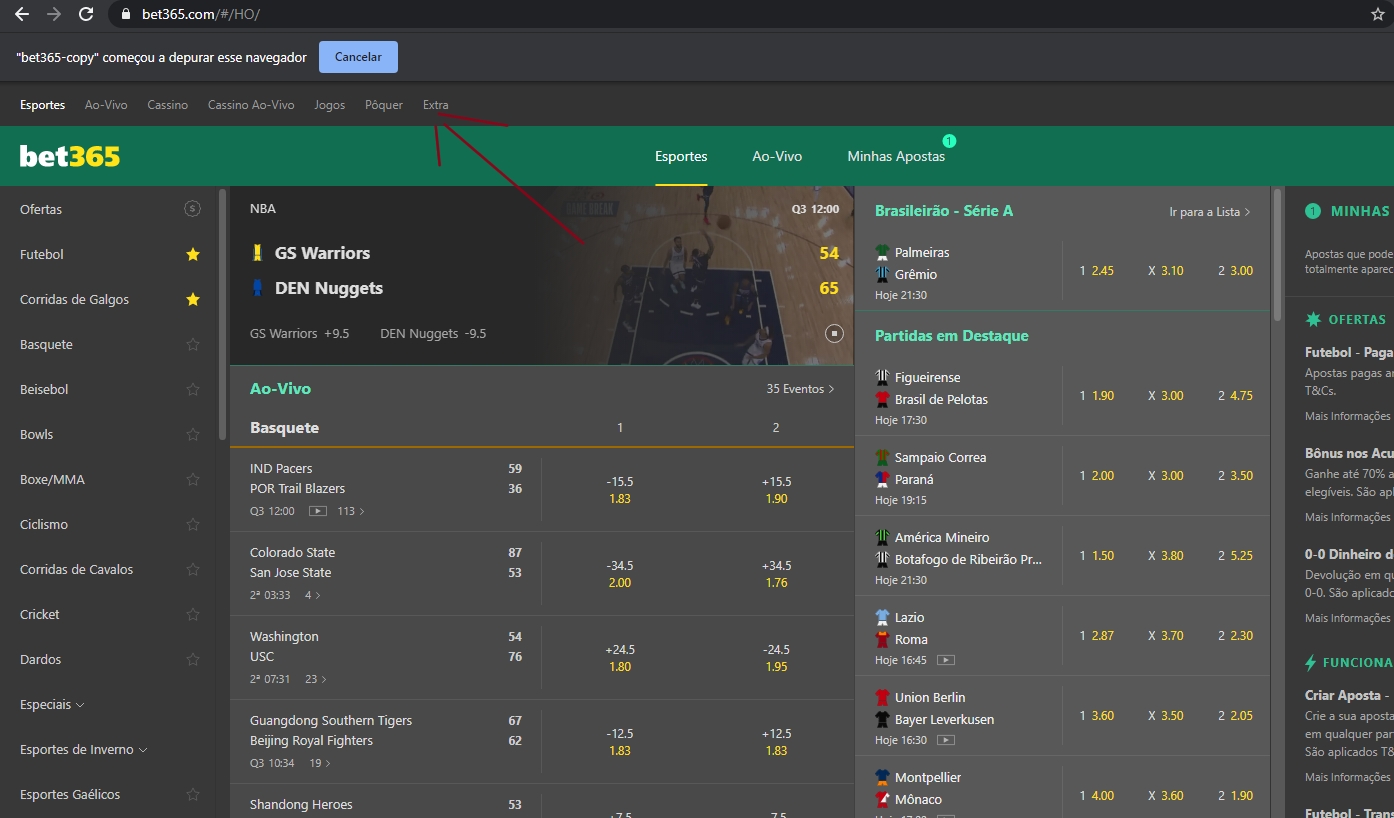 bet365.com/#/HO/
"bet365-copy" começou a depurar esse navegador
Cancelar
Esportes Ao-Vivo Cassino Cassino Ao-Vivo Jogos Pôquer Extra
bet365
Esportes Ao-Vivo Minhas Apostas 1
Ofertas
Futebol
Corridas de Galgos
Basquete
Beisebol
Bowls
Boxe/MMA
Ciclismo
Corridas de Cavalos
Cricket
Dardos
Especiais
Esportes de Inverno
Esportes Gaélicos
NBA Q3 12:00
GS Warriors 54
DEN Nuggets 65
GS Warriors +9.5 DEN Nuggets -9.5
Ao-Vivo 35 Eventos >
Basquete 1 2
IND Pacers 59
POR Trail Blazers 36
Q3 12:00 113 >
-15.5 +15.5
1.83 1.90
Colorado State 87
San Jose State 53
2ª 03:33 4 >
-34.5 +34.5
2.00 1.76
Washington 54
USC 76
2ª 07:31 23 >
+24.5 -24.5
1.80 1.95
Guangdong Southern Tigers 67
Beijing Royal Fighters 62
Q3 10:34 19 >
-12.5 +12.5
1.83 1.83
Shandong Heroes 53
Brasileirão - Série A Ir para a Lista >
Palmeiras
Grêmio
Hoje 21:30
1 2.45 X 3.10 2 3.00
Partidas em Destaque
Figueirense
Brasil de Pelotas
Hoje 17:30
1 1.90 X 3.00 2 4.75
Sampaio Correa
Paraná
Hoje 19:15
1 2.00 X 3.00 2 3.50
América Mineiro
Botafogo de Ribeirão Pr...
Hoje 21:30
1 1.50 X 3.80 2 5.25
Lazio
Roma
Hoje 16:45
1 2.87 X 3.70 2 2.30
Union Berlin
Bayer Leverkusen
Hoje 16:30
1 3.60 X 3.50 2 2.05
Montpellier
Mônaco
1 4.00 X 3.60 2 1.90
1 MINHAS
Apostas que pode
totalmente aparec
OFERTAS
Futebol - Paga
Apostas pagas an
T&Cs.
Mais Informações
Bônus nos Acu
Ganhe até 70% a
elegíveis. São apl
Mais Informações
0-0 Dinheiro d
Devolução em qu
0-0. São aplicado
Mais Informações
FUNCIONA
Criar Aposta -
Crie a sua aposta
em qualquer par
São aplicados T&
Mais Informações
Futebol - Trans